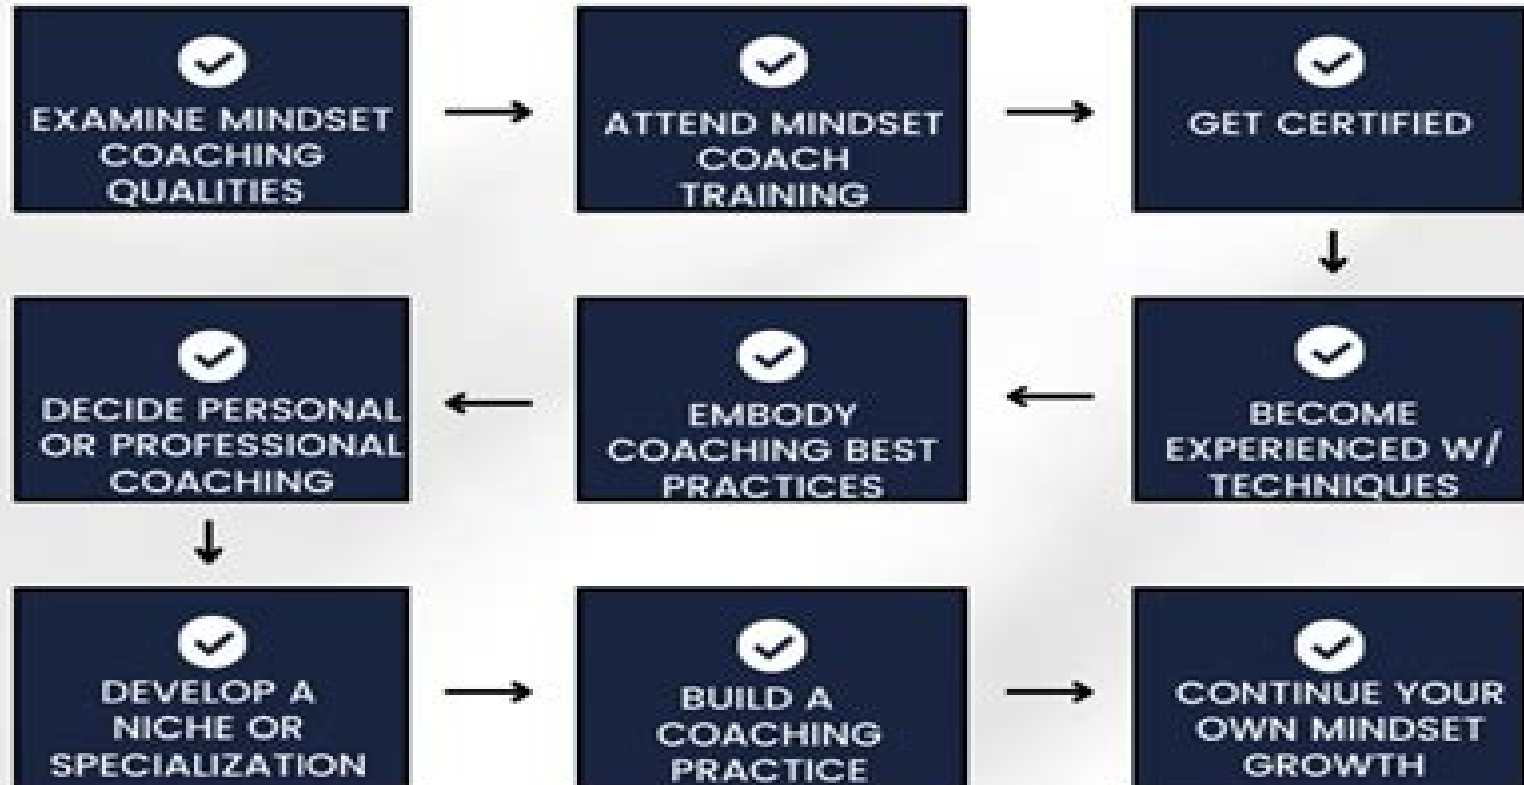 EXAMINE MINDSET
COACHING
QUALITIES
ATTEND MINDSET
COACH
TRAINING
GET CERTIFIED
BECOME
EXPERIENCED W/
TECHNIQUES
EMBODY
COACHING BEST
PRACTICES
DECIDE PERSONAL
OR PROFESSIONAL
COACHING
DEVELOP A
NICHE OR
SPECIALIZATION
BUILD A
COACHING
PRACTICE
CONTINUE YOUR
OWN MINDSET
GROWTH